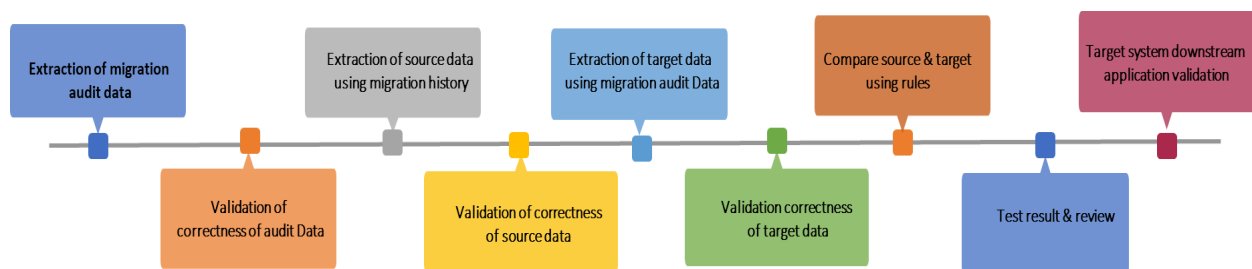 Extraction of migration
audit data
Validation of
correctness of audit Data
Extraction of source data
using migration history
Validation of correctness
of source data
Extraction of target data
using migration audit Data
Validation correctness
of target data
Compare source & target
using rules
Test result & review
Target system downstream
application validation